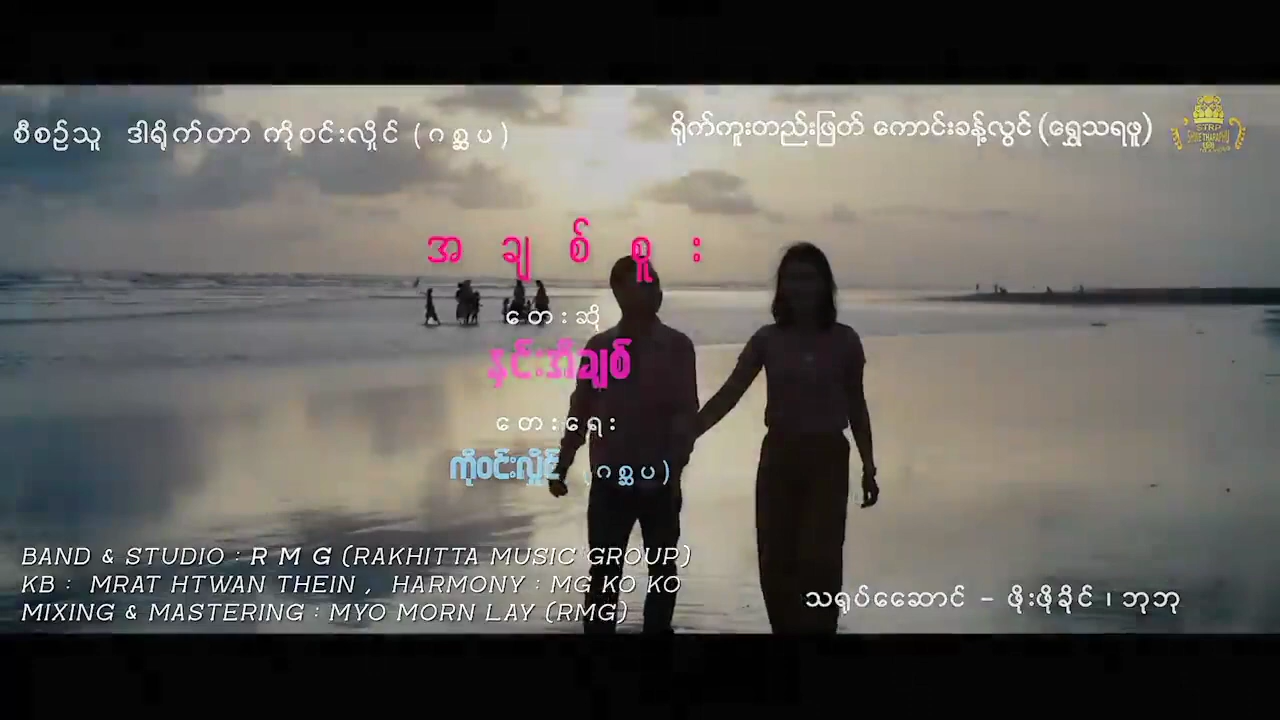 စီစဉ်သူ ဒါရိုက်တာ ကိုဝင်းလှိုင် (ဂစ္ဆပ)
ရိုက်ကူးတည်းဖြတ် ကောင်းခန့်လွင် (ရွှေသရဖူ)
STRP
SHWE THARAPHU
အချစ်စူး
တေးဆို
နှင်းအိချစ်
တေးရေး
ကိုဝင်းလှိုင် (ဂစ္ဆပ)
BAND & STUDIO : R M G (RAKHITTA MUSIC GROUP)
KB : MRAT HTWAN THEIN , HARMONY : MG KO KO
MIXING & MASTERING : MYO MORN LAY (RMG)
သရုပ်ဆောင် - ဖိုးဖိုခိုင် ၊ ဘုဘု